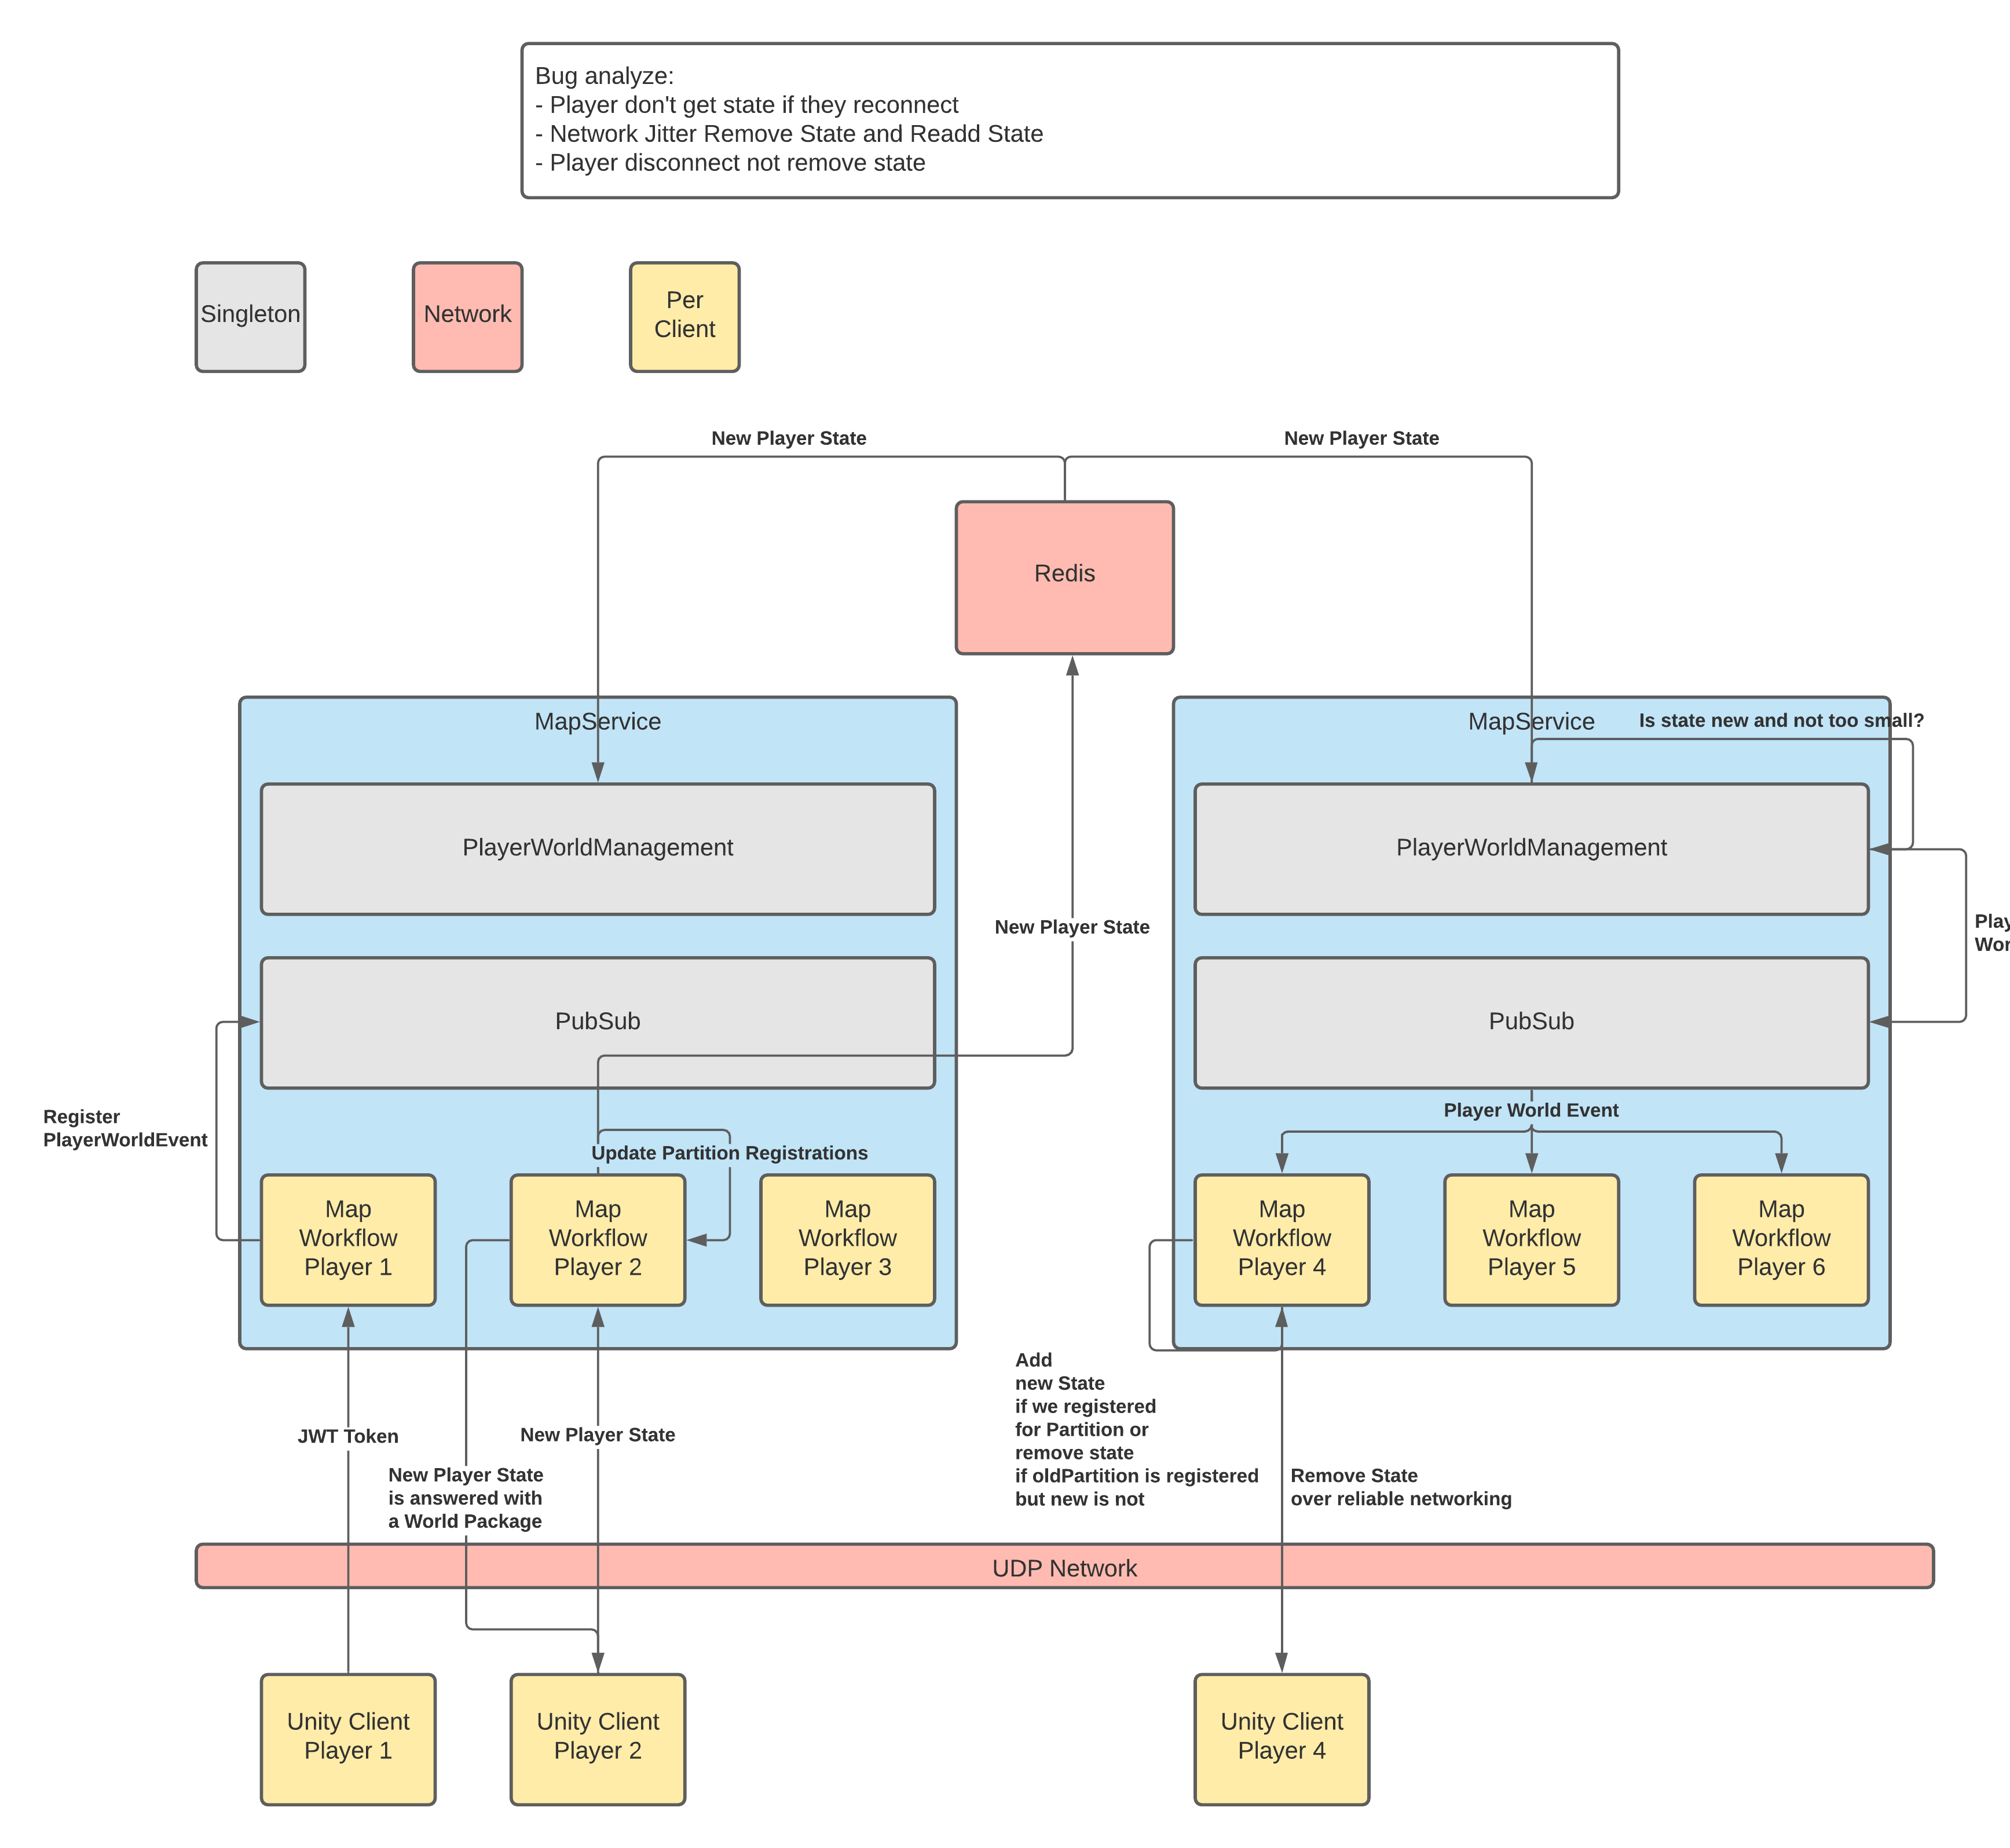 Bug analyze:
- Player don't get state if they reconnect
- Network Jitter Remove State and Readd State
- Player disconnect not remove state
Singleton
Network
Per
Client
New Player State
New Player State
Redis
MapService
MapService
Is state new and not too small?
PlayerWorldManagement
PlayerWorldManagement
New Player State
PubSub
PubSub
Register
PlayerWorldEvent
Player World Event
Update Partition Registrations
Map
Workflow
Player 1
Map
Workflow
Player 2
Map
Workflow
Player 3
Map
Workflow
Player 4
Map
Workflow
Player 5
Map
Workflow
Player 6
JWT Token
New Player State
New Player State
is answered with
a World Package
Add
new State
if we registered
for Partition or
remove state
if oldPartition is registered
but new is not
Remove State
over reliable networking
UDP Network
Unity Client
Player 1
Unity Client
Player 2
Unity Client
Player 4